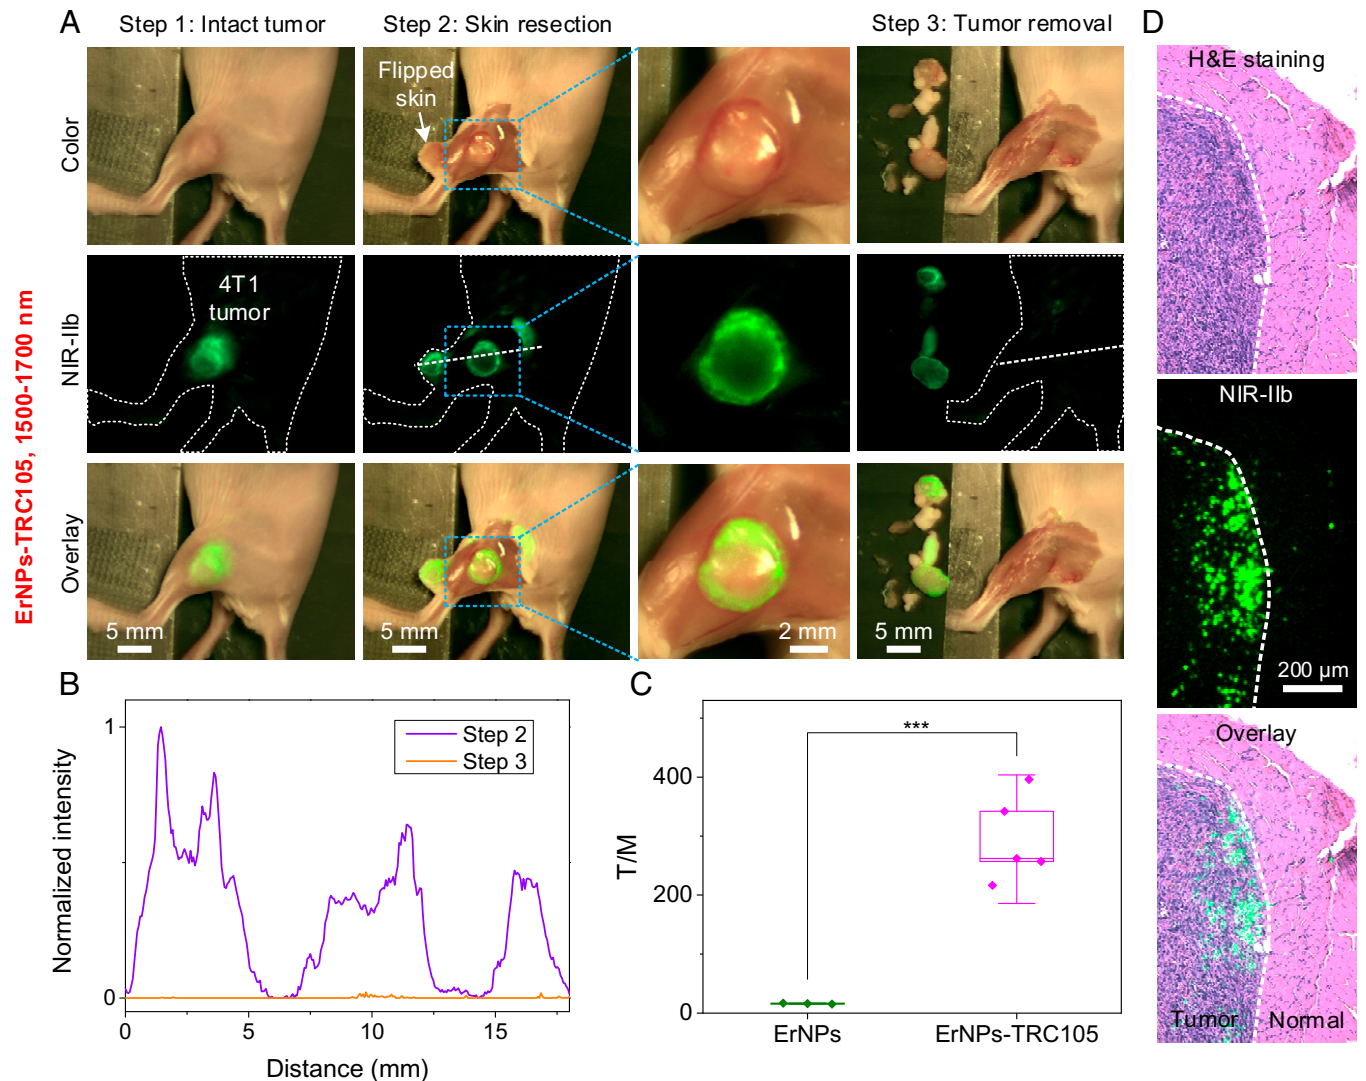 A
Step 1: Intact tumor
Step 2: Skin resection
Step 3: Tumor removal
ErNPs-TRC105, 1500-1700 nm
Color
Flipped
skin
NIR-IIb
4T1
tumor
Overlay
5 mm
5 mm
2 mm
5 mm
B
Normalized intensity
1
0
Step 2
Step 3
0
5
10
15
Distance (mm)
C
T/M
400
200
0
***
ErNPs
ErNPs-TRC105
D
H&E staining
NIR-IIb
200 µm
Overlay
Tumor
Normal